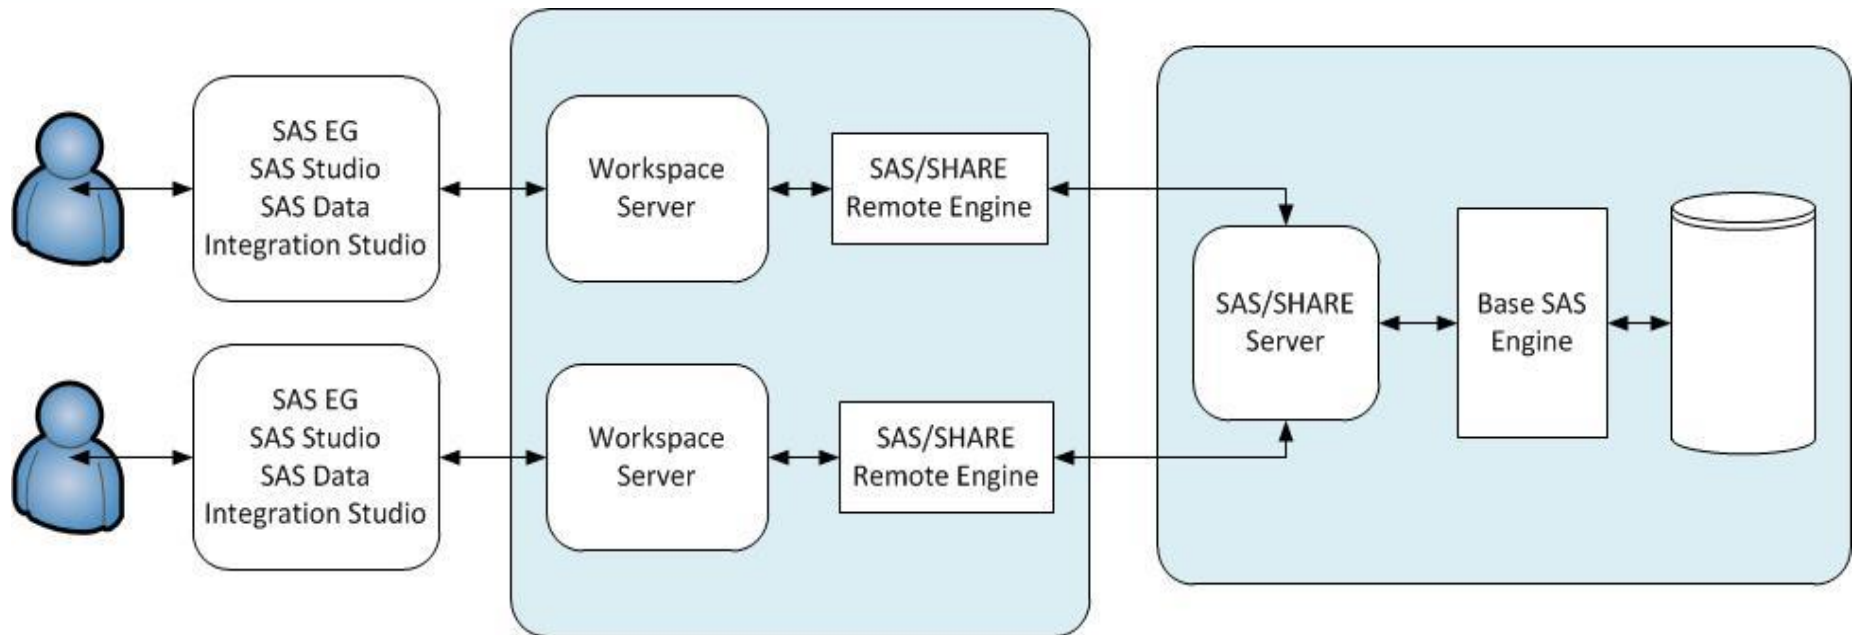 SAS EG
SAS Studio
SAS Data
Integration Studio
Workspace
Server
SAS/SHARE
Remote Engine
SAS EG
SAS Studio
SAS Data
Integration Studio
Workspace
Server
SAS/SHARE
Remote Engine
SAS/SHARE
Server
Base SAS
Engine